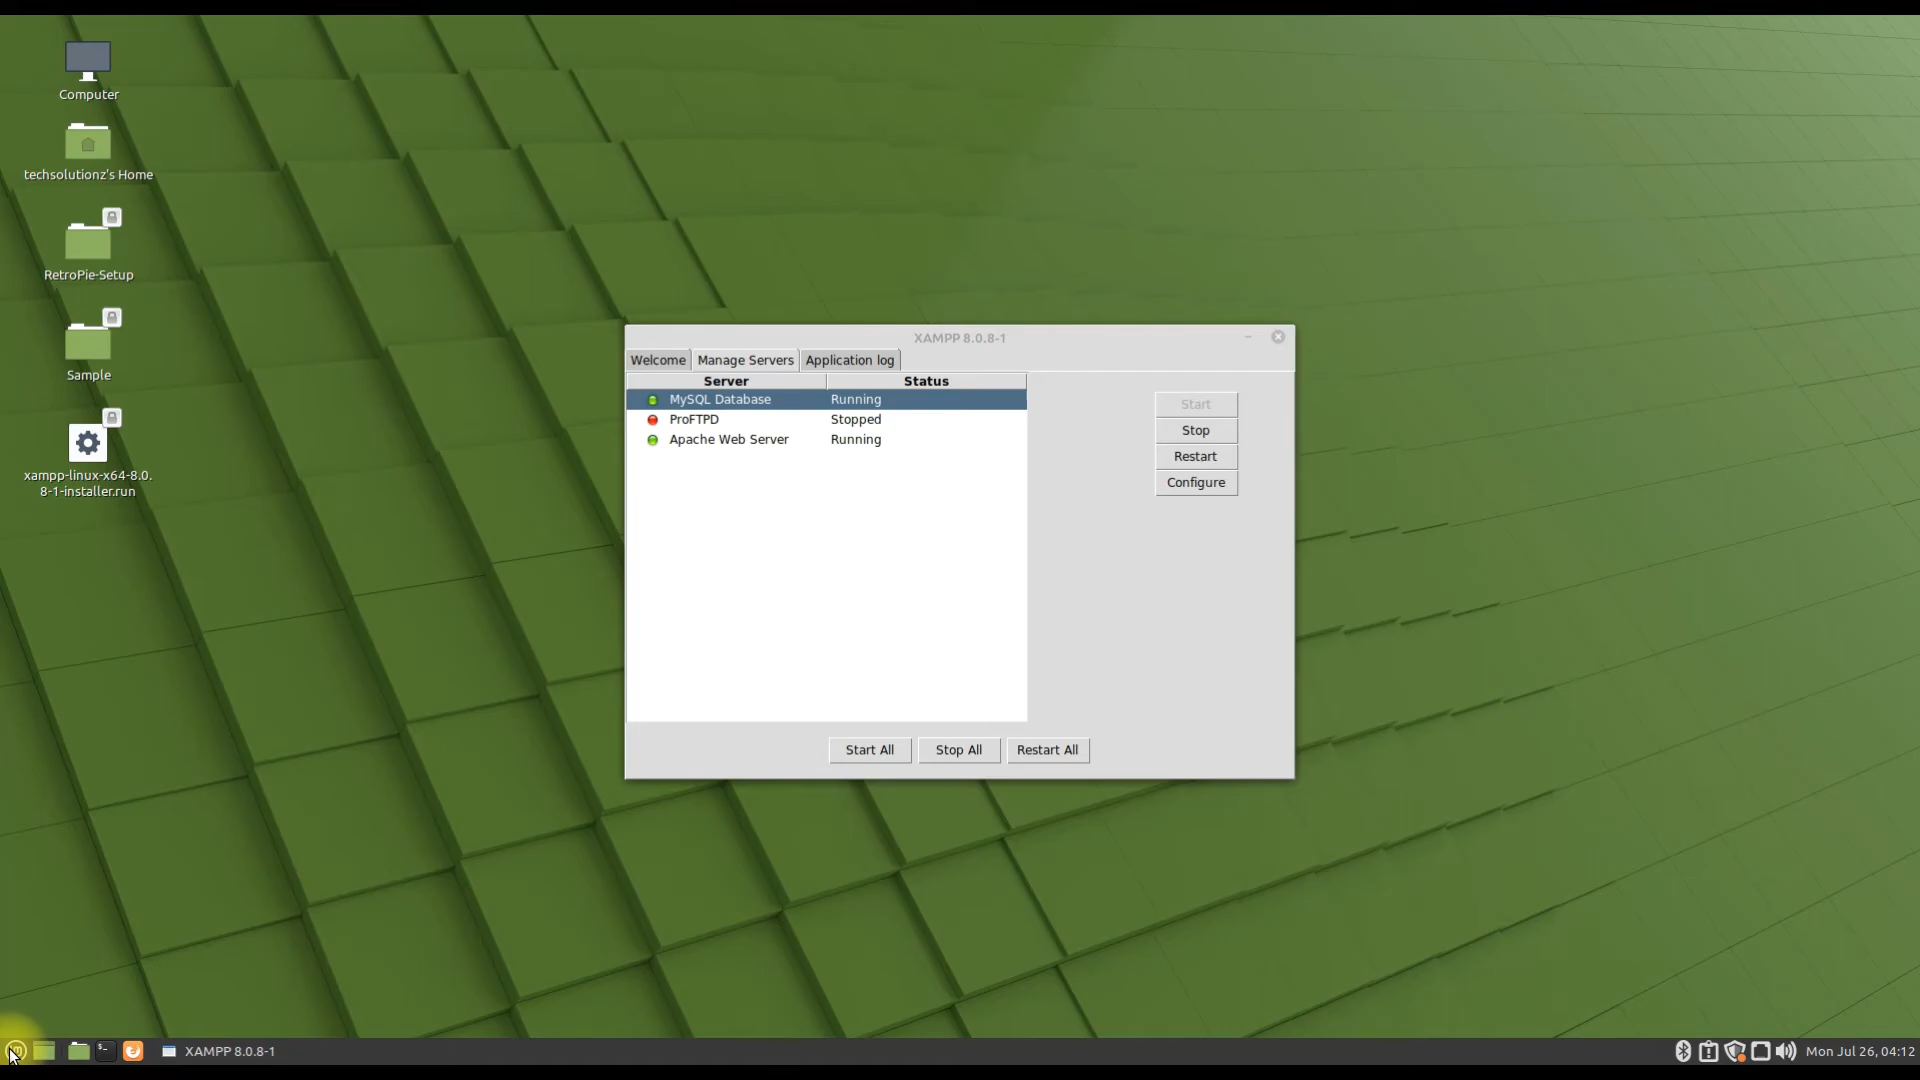 Computer
techsolutionz's Home
RetroPie-Setup
Sample
xampp-linux-x64-8.0.
8-1-installer.run
XAMPP 8.0.8-1
Welcome Manage Servers Application log
Server Status
MySQL Database Running
ProFTPD Stopped
Apache Web Server Running
Start
Stop
Restart
Configure
Start All Stop All Restart All
XAMPP 8.0.8-1
Mon Jul 26, 04:12